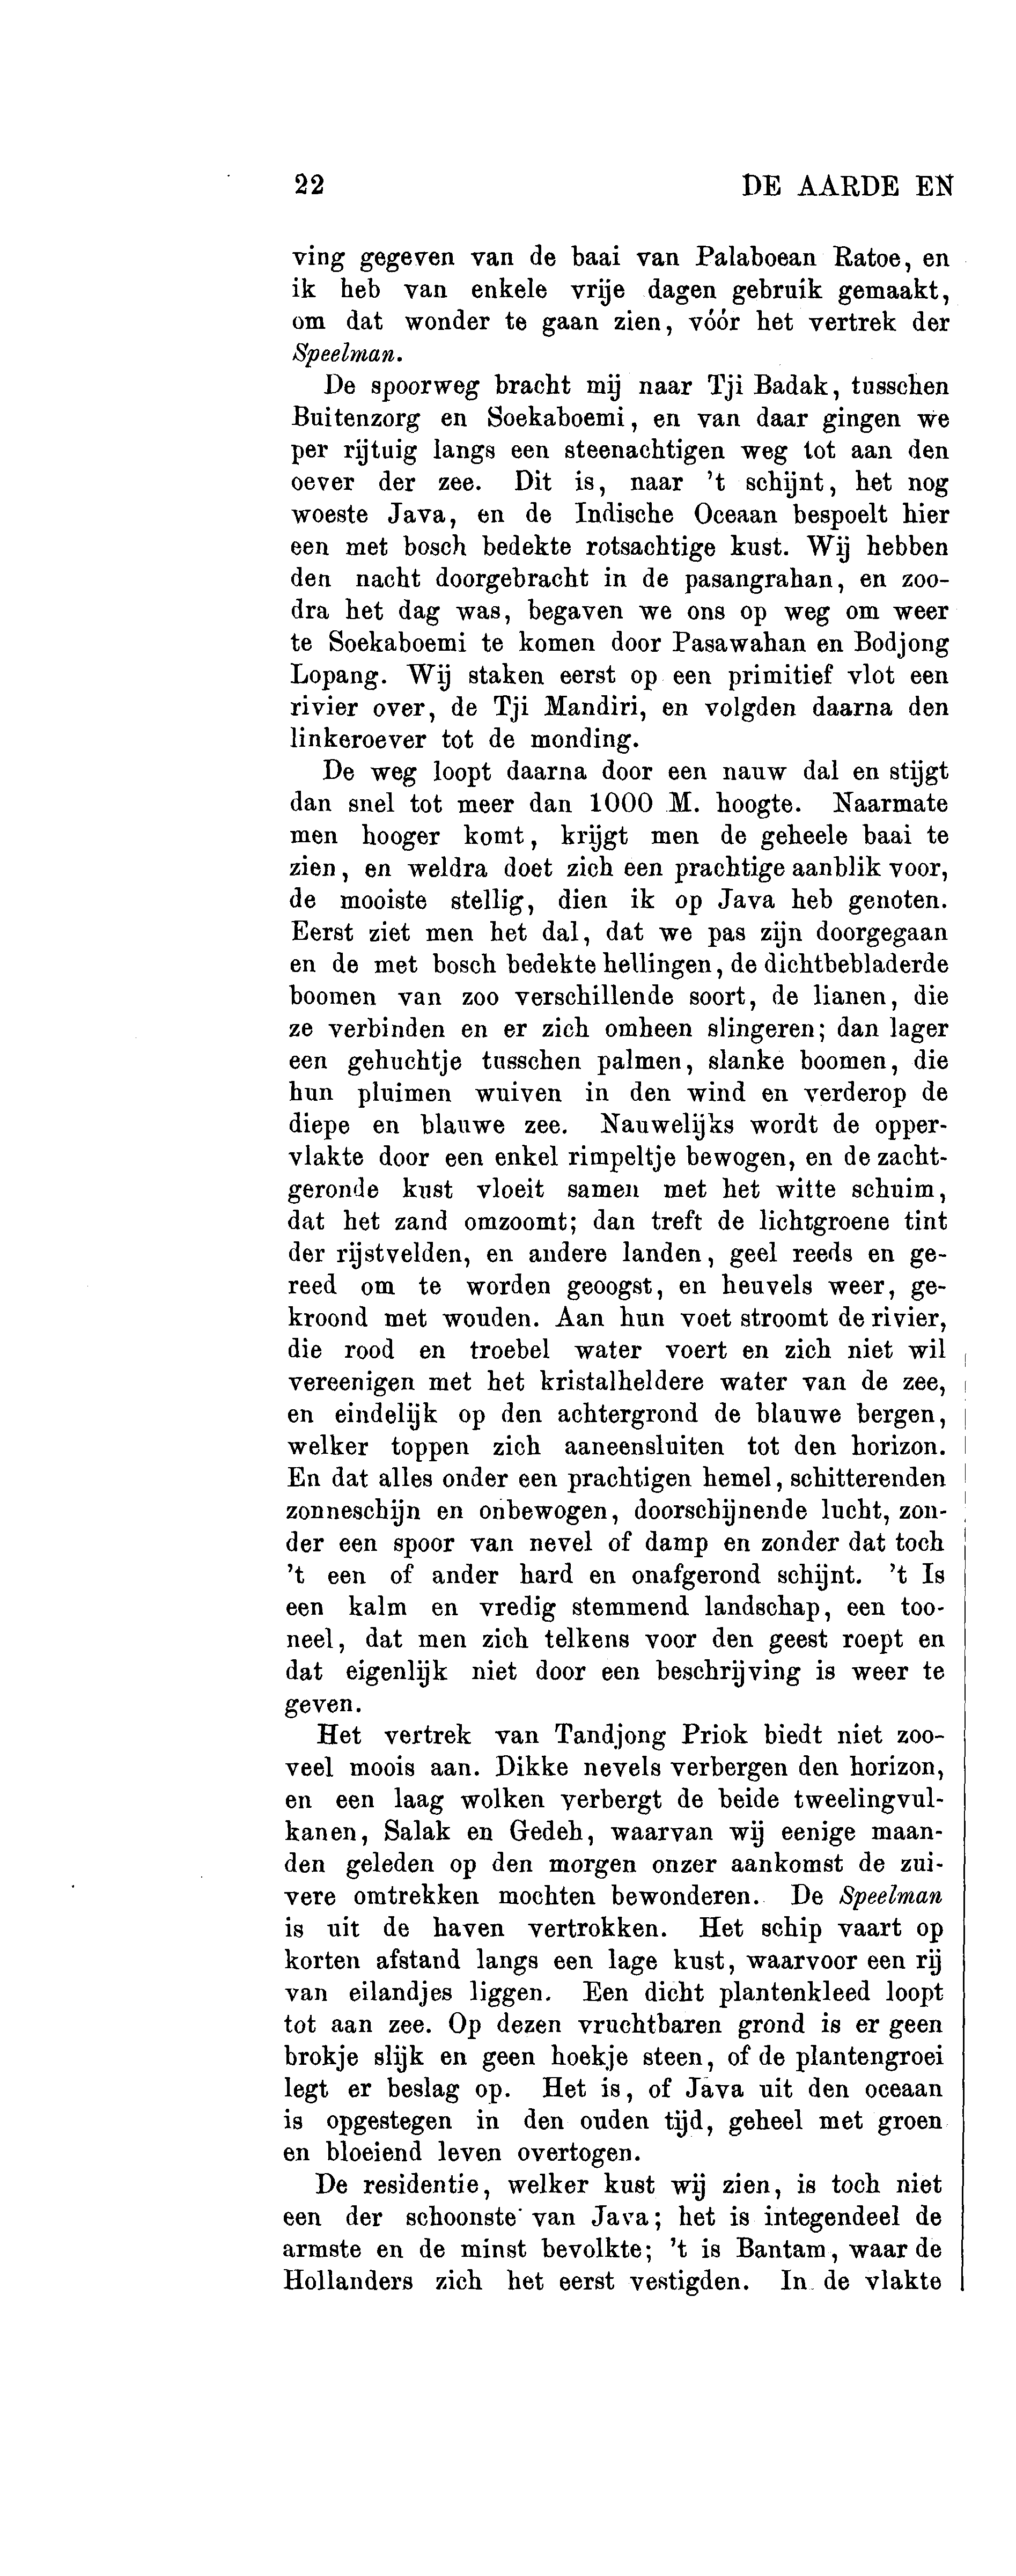 22 DE AARDE EN
ving gegeven van de baai van Palaboean Ratoe, en
ik heb van enkele vrije dagen gebruik gemaakt,
om dat wonder te gaan zien, vóór het vertrek der
Speelman.
De spoorweg bracht mij naar Tji Badak, tusschen
Buitenzorg en Soekaboemi, en van daar gingen we
per rijtuig langs een steenachtigen weg tot aan den
oever der zee. Dit is, naar 't schijnt, het nog
woeste Java, en de Indische Oceaan bespoelt hier
een met bosch bedekte rotsachtige kust. Wij hebben
den nacht doorgebracht in de pasangrahan, en zoo-
dra het dag was, begaven we ons op weg om weer
te Soekaboemi te komen door Pasawahan en Bodjong
Lopang. Wij staken eerst op een primitief vlot een
rivier over, de Tji Mandiri, en volgden daarna den
linkeroever tot de monding.
De weg loopt daarna door een nauw dal en stijgt
dan snel tot meer dan 1000 M. hoogte. Naarmate
men hooger komt, krijgt men de geheele baai te
zien, en weldra doet zich een prachtige aanblik voor,
de mooiste stellig, dien ik op Java heb genoten.
Eerst ziet men het dal, dat we pas zijn doorgegaan
en de met bosch bedekte hellingen, de dichtbebladerde
boomen van zoo verschillende soort, de lianen, die
ze verbinden en er zich omheen slingeren; dan lager
een gehuchtje tusschen palmen, slanke boomen, die
hun pluimen wuiven in den wind en verderop de
diepe en blauwe zee. Nauwelijks wordt de opper-
vlakte door een enkel rimpeltje bewogen, en de zacht-
geronde kust vloeit samen met het witte schuim,
dat het zand omzoomt; dan treft de lichtgroene tint
der rijstvelden, en andere landen, geel reeds en ge-
reed om te worden geoogst, en heuvels weer, ge-
kroond met wouden. Aan hun voet stroomt de rivier,
die rood en troebel water voert en zich niet wil
vereenigen met het kristalheldere water van de zee,
en eindelijk op den achtergrond de blauwe bergen,
welker toppen zich aaneensluiten tot den horizon.
En dat alles onder een prachtigen hemel, schitterenden
zonneschijn en onbewogen, doorschijnende lucht, zon-
der een spoor van nevel of damp en zonder dat toch
't een of ander hard en onafgerond schijnt. 't Is
een kalm en vredig stemmend landschap, een too-
neel, dat men zich telkens voor den geest roept en
dat eigenlijk niet door een beschrijving is weer te
geven.
Het vertrek van Tandjong Priok biedt niet zoo-
veel moois aan. Dikke nevels verbergen den horizon,
en een laag wolken verbergt de beide tweelingvul-
kanen, Salak en Gedeh, waarvan wij eenige maan-
den geleden op den morgen onzer aankomst de zui-
vere omtrekken mochten bewonderen. De Speelman
is uit de haven vertrokken. Het schip vaart op
korten afstand langs een lage kust, waarvoor een rij
van eilandjes liggen. Een dicht plantenkleed loopt
tot aan zee. Op dezen vruchtbaren grond is er geen
brokje slijk en geen hoekje steen, of de plantengroei
legt er beslag op. Het is, of Java uit den oceaan
is opgestegen in den ouden tijd, geheel met groen
en bloeiend leven overtogen.
De residentie, welker kust wij zien, is toch niet
een der schoonste van Java; het is integendeel de
armste en de minst bevolkte; 't is Bantam, waar de
Hollanders zich het eerst vestigden. In de vlakte